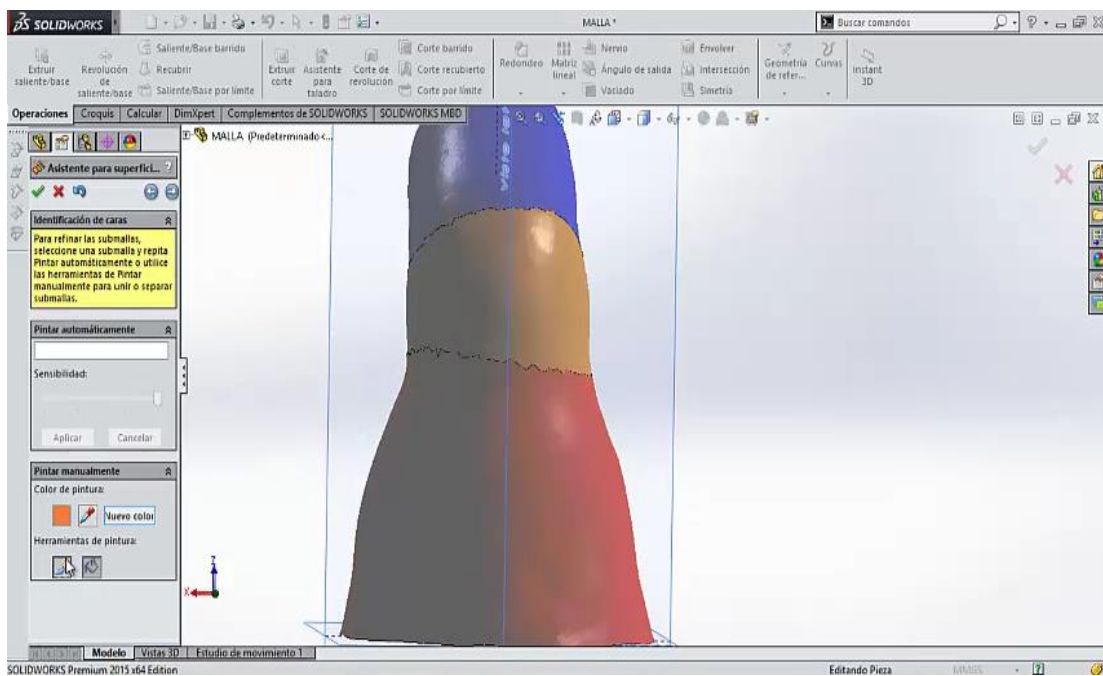 SOLIDWORKS
MALLA *
Buscar comandos
Extruir saliente/base
Revolución de saliente/base
Saliente/Base barrido
Recubrir
Saliente/Base por límite
Extruir corte
Asistente para taladro
Corte de revolución
Corte barrido
Corte recubierto
Corte por límite
Redondeo
Matriz lineal
Nervio
Ángulo de salida
Vaciado
Envolver
Intersección
Simetría
Geometría de refer...
Curvas
Instant 3D
Operaciones
Croquis
Calcular
DimXpert
Complementos de SOLIDWORKS
SOLIDWORKS MBD
MALLA (Predeterminado<...
Asistente para superfici...
Identificación de caras
Para refinar las submallas,
seleccione una submalla y repita
Pintar automáticamente o utilice
las herramientas de Pintar
manualmente para unir o separar
submallas.
Pintar automáticamente
Sensibilidad:
Aplicar
Cancelar
Pintar manualmente
Color de pintura:
Nuevo color
Herramientas de pintura:
Z
X
Modelo
Vistas 3D
Estudio de movimiento 1
SOLIDWORKS Premium 2015 x64 Edition
Editando Pieza
MMGS